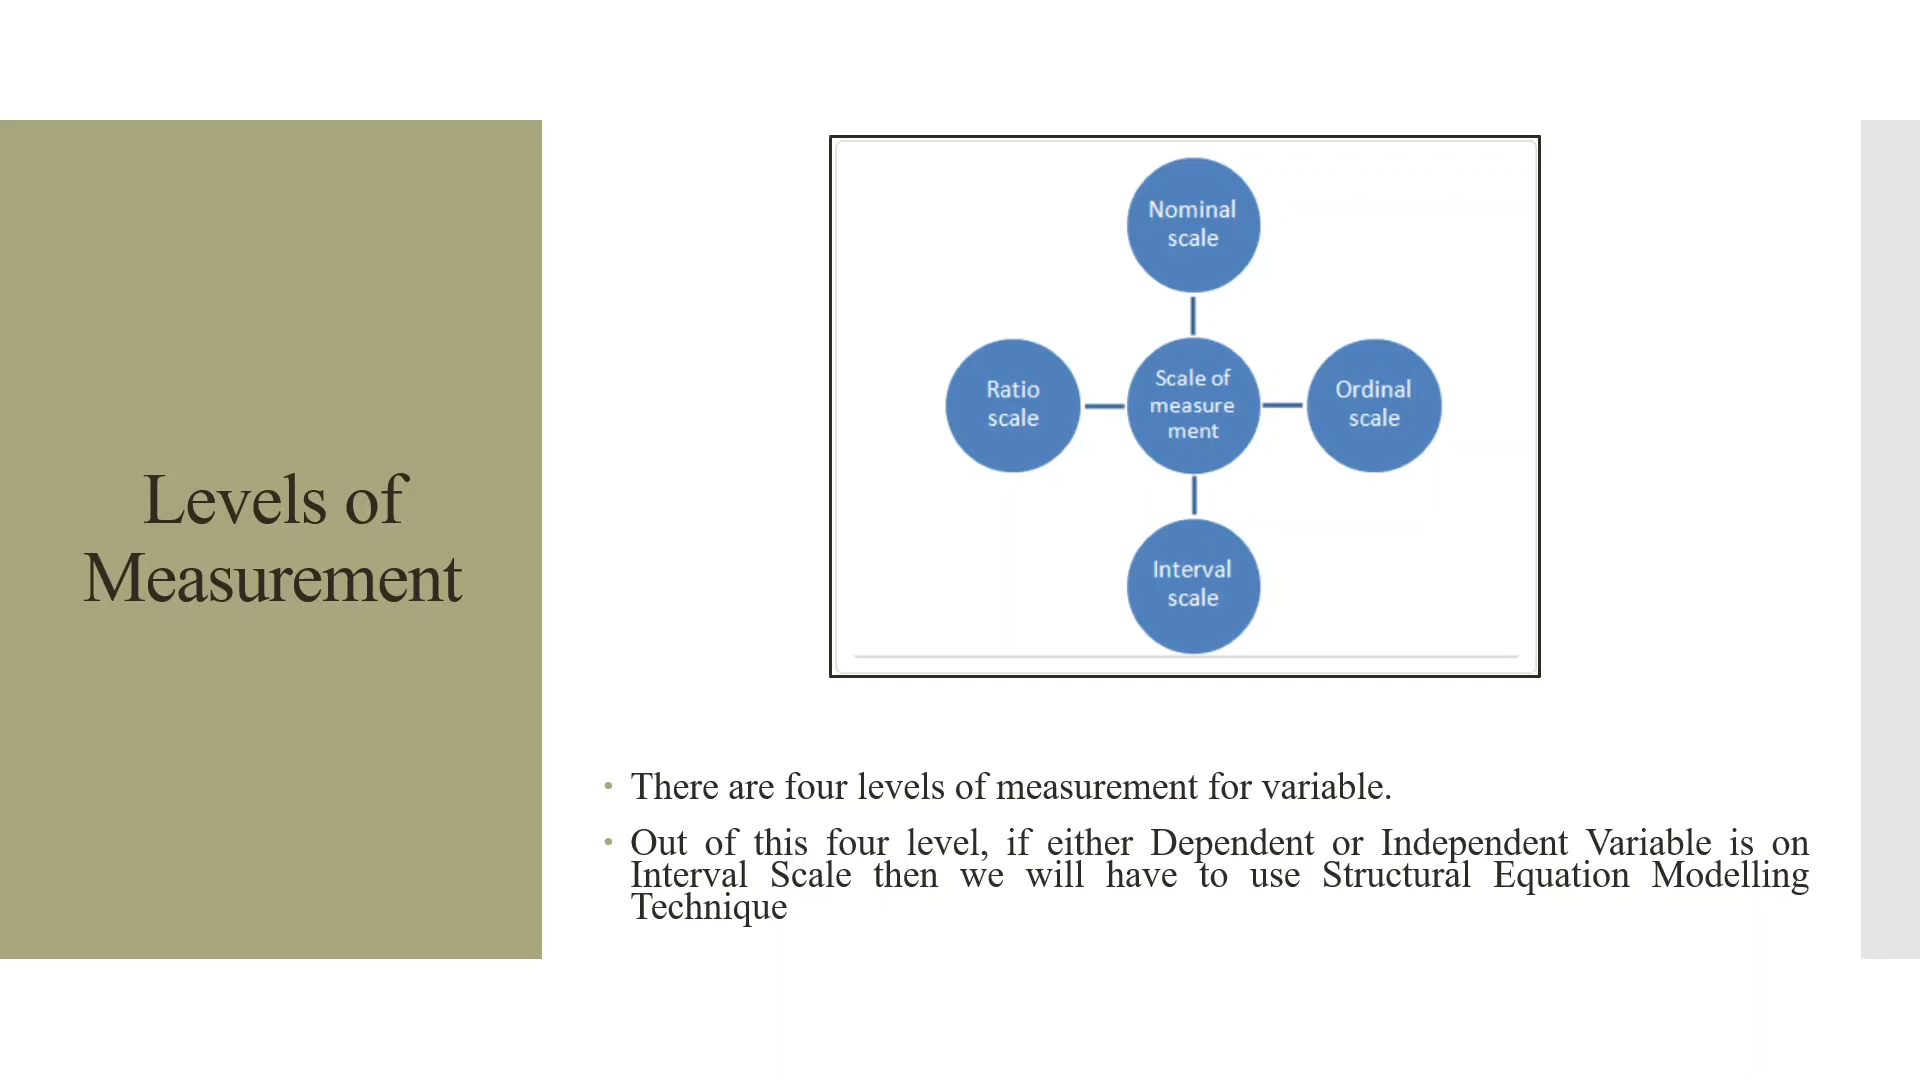 Levels of
Measurement
Nominal
scale
Ratio
scale
Scale of
measure
ment
Ordinal
scale
Interval
scale
• There are four levels of measurement for variable.
• Out of this four level, if either Dependent or Independent Variable is on
Interval Scale then we will have to use Structural Equation Modelling
Technique